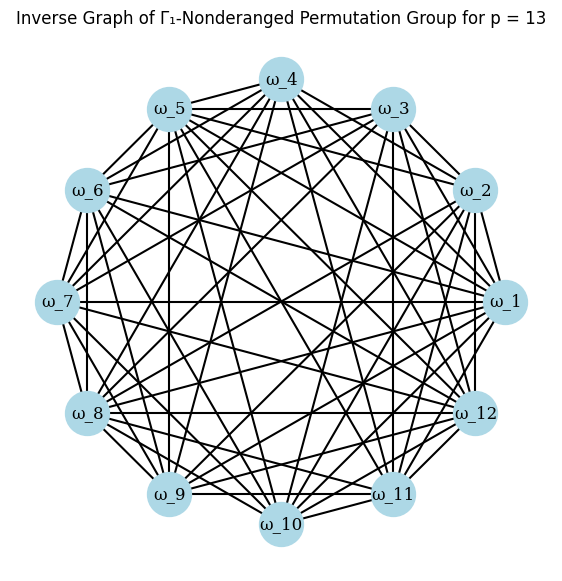 Inverse Graph of Γ₁-Nonderanged Permutation Group for p = 13
ω_4
ω_5
ω_3
ω_6
ω_2
ω_7
ω_1
ω_8
ω_12
ω_9
ω_11
ω_10